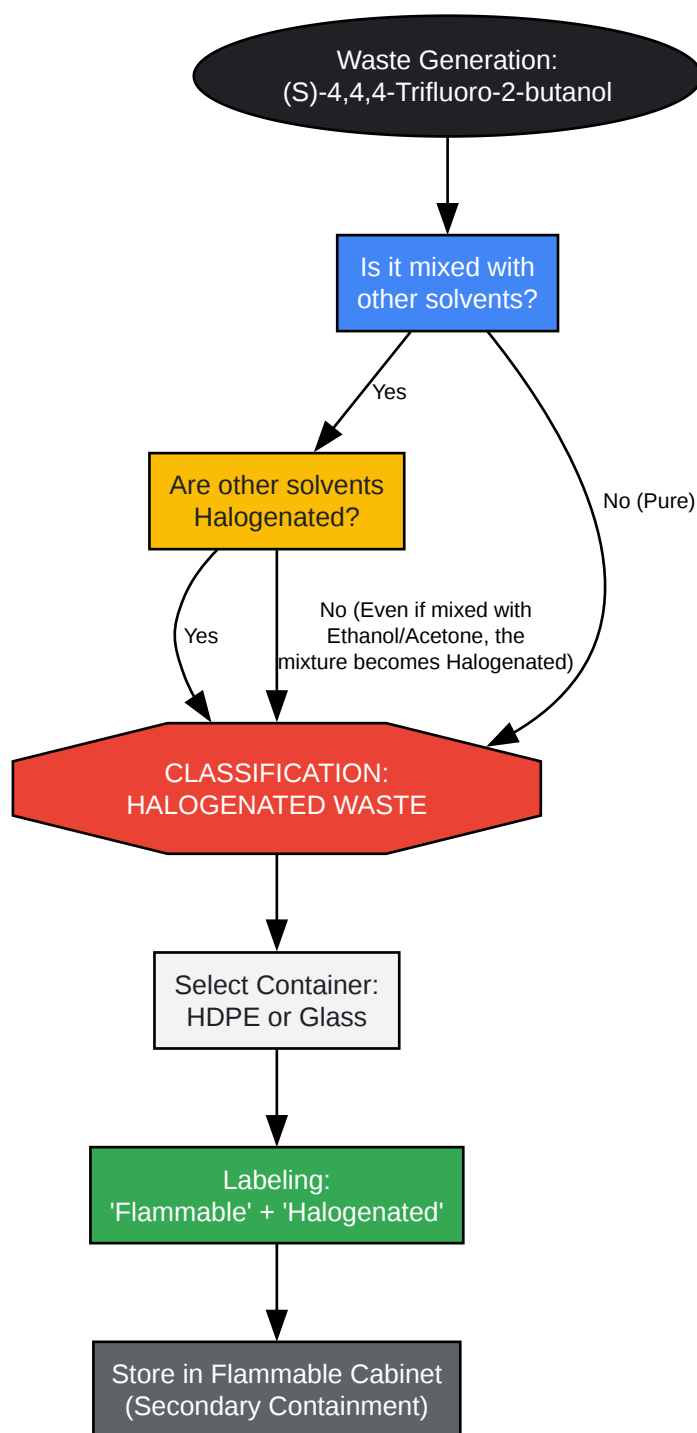 Waste Generation:
(S)-4,4,4-Trifluoro-2-butanol
Is it mixed with
other solvents?
Yes
Are other solvents
Halogenated?
No (Pure)
Yes
No (Even if mixed with
Ethanol/Acetone, the
mixture becomes Halogenated)
CLASSIFICATION:
HALOGENATED WASTE
Select Container:
HDPE or Glass
Labeling:
'Flammable' + 'Halogenated'
Store in Flammable Cabinet
(Secondary Containment)